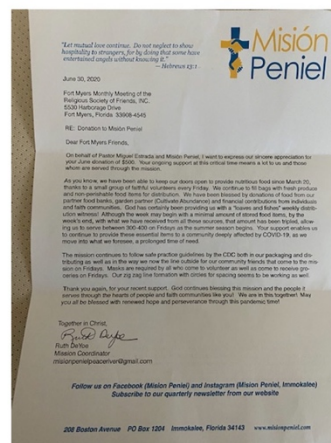 "Let mutual love continue. Do not neglect to show
hospitality to strangers, for by doing that some have
entertained angels without knowing it."
– Hebrews 13:1-
Misión
Peniel
June 30, 2020
Fort Myers Monthly Meeting of the
Religious Society of Friends, INC.
5530 Harborage Drive
Fort Myers, Florida 33908-4545
RE: Donation to Misión Peniel
Dear Fort Myers Friends,
On behalf of Pastor Miguel Estrada and Misión Peniel, I want to express our sincere appreciation for
your June donation of $500. Your ongoing support at this critical time means a lot to us and those
whom are served through the mission.
As you know, we have been able to keep our doors open to provide nutritious food since March 20,
thanks to a small group of faithful volunteers every Friday. We continue to fill bags with fresh produce
and non-perishable food items for distribution. We have been blessed by donations of food from our
partner food banks, garden partner (Cultivate Abundance) and financial contributions from individuals
and faith communities. God has certainly been providing us with a "loaves and fishes" weekly distri-
bution witness! Although the week may begin with a minimal amount of stored food items, by the
week's end, with what we have received from all these sources, that amount has been tripled, allow-
ing us to serve between 300-400 on Fridays as the summer season begins. Your support enables us
to continue to provide these essential items to a community deeply affected by COVID-19, as we
move into what we foresee, a prolonged time of need.
The mission continues to follow safe practice guidelines by the CDC both in our packaging and dis-
tributing as well as in the way we now the line outside for our community friends that come to the mis-
sion on Fridays. Masks are required by all who come to volunteer as well as come to receive gro-
ceries on Fridays. Our zig zag line formation with circles for spacing seems to be working so well.
Thank you again, for your recent support. God continues blessing this mission and the people it
serves through the hearts of people and faith communities like you! We are in this together! May
you all be blessed with renewed hope and perseverance through this pandemic time!
Together in Christ,
Ruth DeYoe
Ruth DeYoe
Mission Coordinator
misionpenielpeaceriver@gmail.com
Follow us on Facebook (Mision Peniel) and Instagram (Mision Peniel, Immokalee)
Subscribe to our quarterly newsletter from our website
208 Boston Avenue PO Box 1204 Immokalee, Florida 34143 www.misionpeniel.com